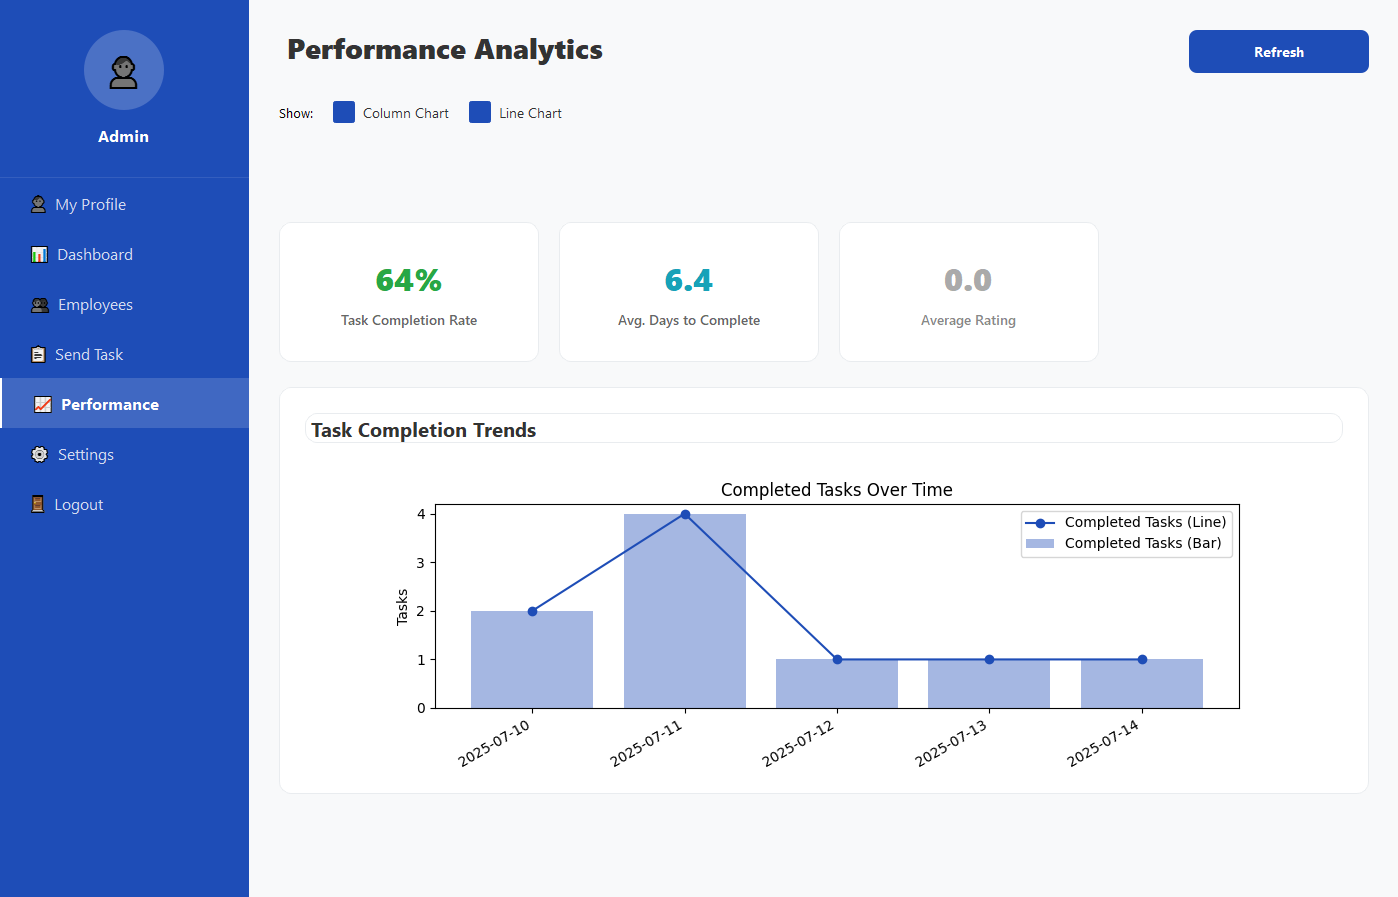 Admin
My Profile
Dashboard
Employees
Send Task
Performance
Settings
Logout
Performance Analytics
Refresh
Show: Column Chart Line Chart
64%
Task Completion Rate
6.4
Avg. Days to Complete
0.0
Average Rating
Task Completion Trends
Completed Tasks Over Time
Completed Tasks (Line)
Completed Tasks (Bar)
Tasks
4
3
2
1
0
2025-07-10 2025-07-11 2025-07-12 2025-07-13 2025-07-14